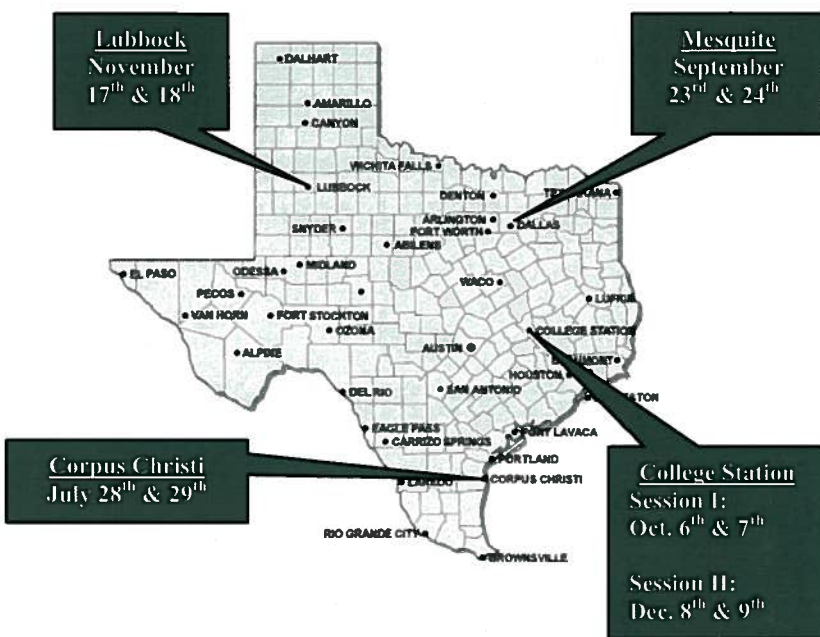 Lubbock
November
17th & 18th
Mesquite
September
23rd & 24th
DALHART
AMARILLO
CANYON
WICHITA FALLS
LUBBOCK
DENTON
ARLINGTON
FORT WORTH
DALLAS
SNYDER
ABILENE
EL PASO
ODESSA
MIDLAND
WACO
LUFKIN
PECOS
VAN HORN
FORT STOCKTON
OZONA
COLLEGE STATION
AUSTIN
ALPINE
HOUSTON
DEL RIO
SAN ANTONIO
EAGLE PASS
CARRIZO SPRINGS
PORT LAVACA
PORTLAND
Corpus Christi
July 28th & 29th
LAREDO
CORPUS CHRISTI
RIO GRANDE CITY
BROWNSVILLE
College Station
Session I:
Oct. 6th & 7th
Session II:
Dec. 8th & 9th